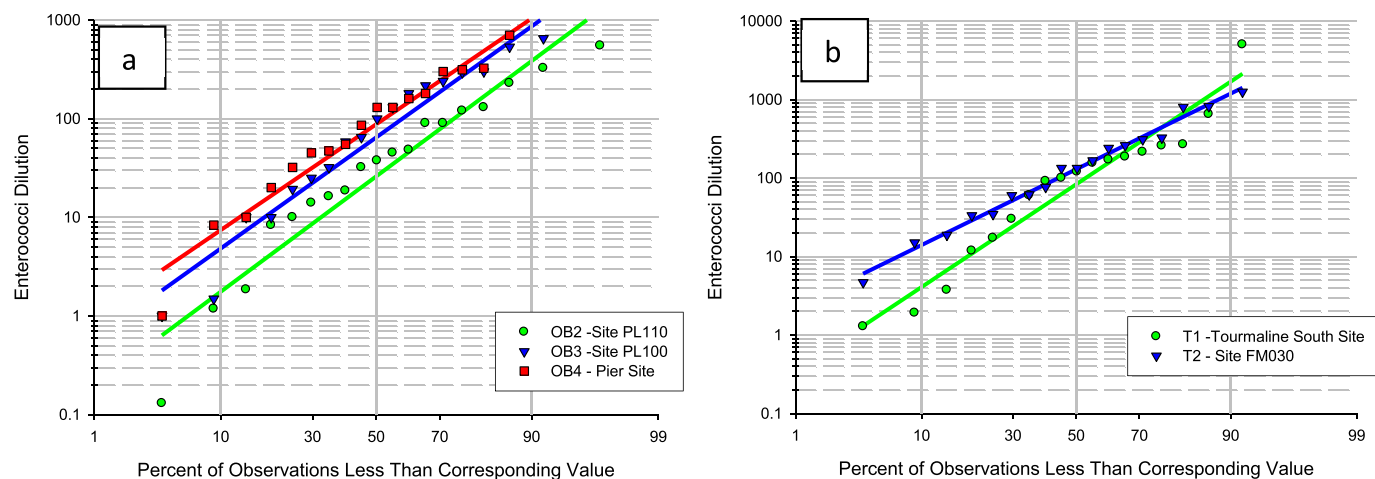 a
1000
100
10
1
0.1
Enterococci Dilution
1 10 30 50 70 90 99
Percent of Observations Less Than Corresponding Value
OB2 -Site PL110
OB3 -Site PL100
OB4 - Pier Site
b
10000
1000
100
10
1
0.1
Enterococci Dilution
1 10 30 50 70 90 99
Percent of Observations Less Than Corresponding Value
T1 -Tourmaline South Site
T2 - Site FM030